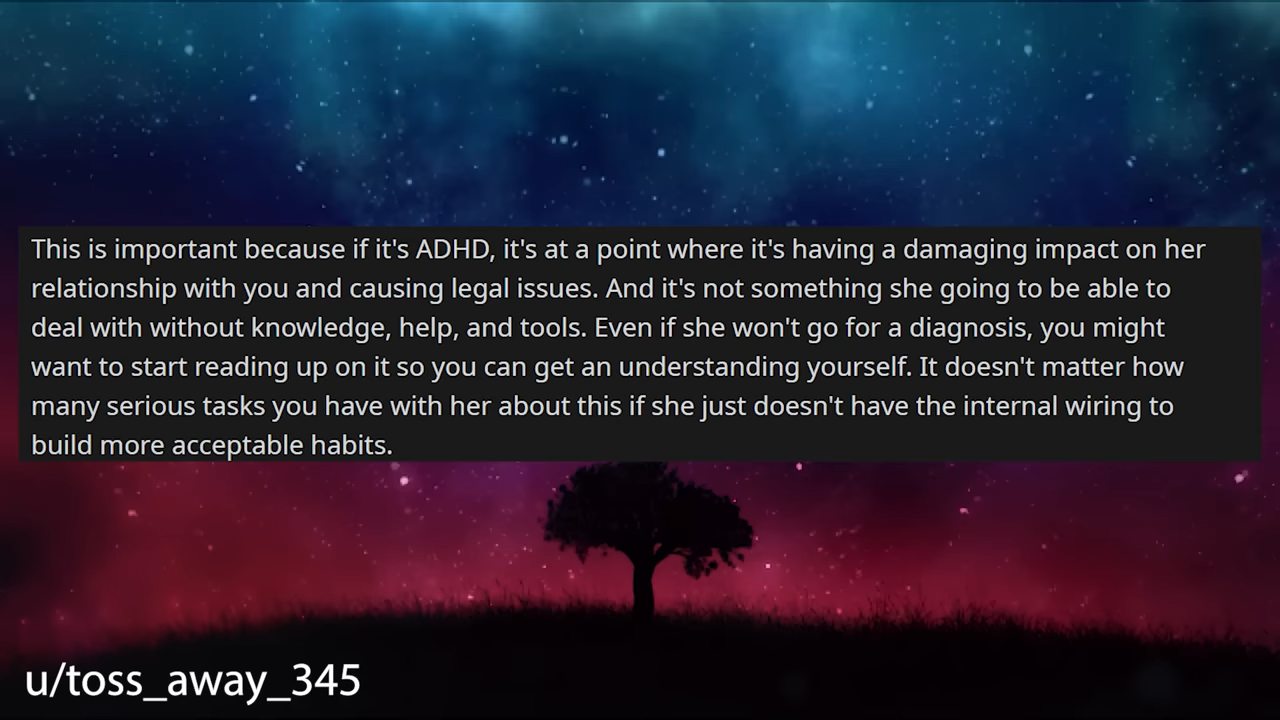 This is important because if it's ADHD, it's at a point where it's having a damaging impact on her
relationship with you and causing legal issues. And it's not something she going to be able to
deal with without knowledge, help, and tools. Even if she won't go for a diagnosis, you might
want to start reading up on it so you can get an understanding yourself. It doesn't matter how
many serious tasks you have with her about this if she just doesn't have the internal wiring to
build more acceptable habits.
u/toss_away_345